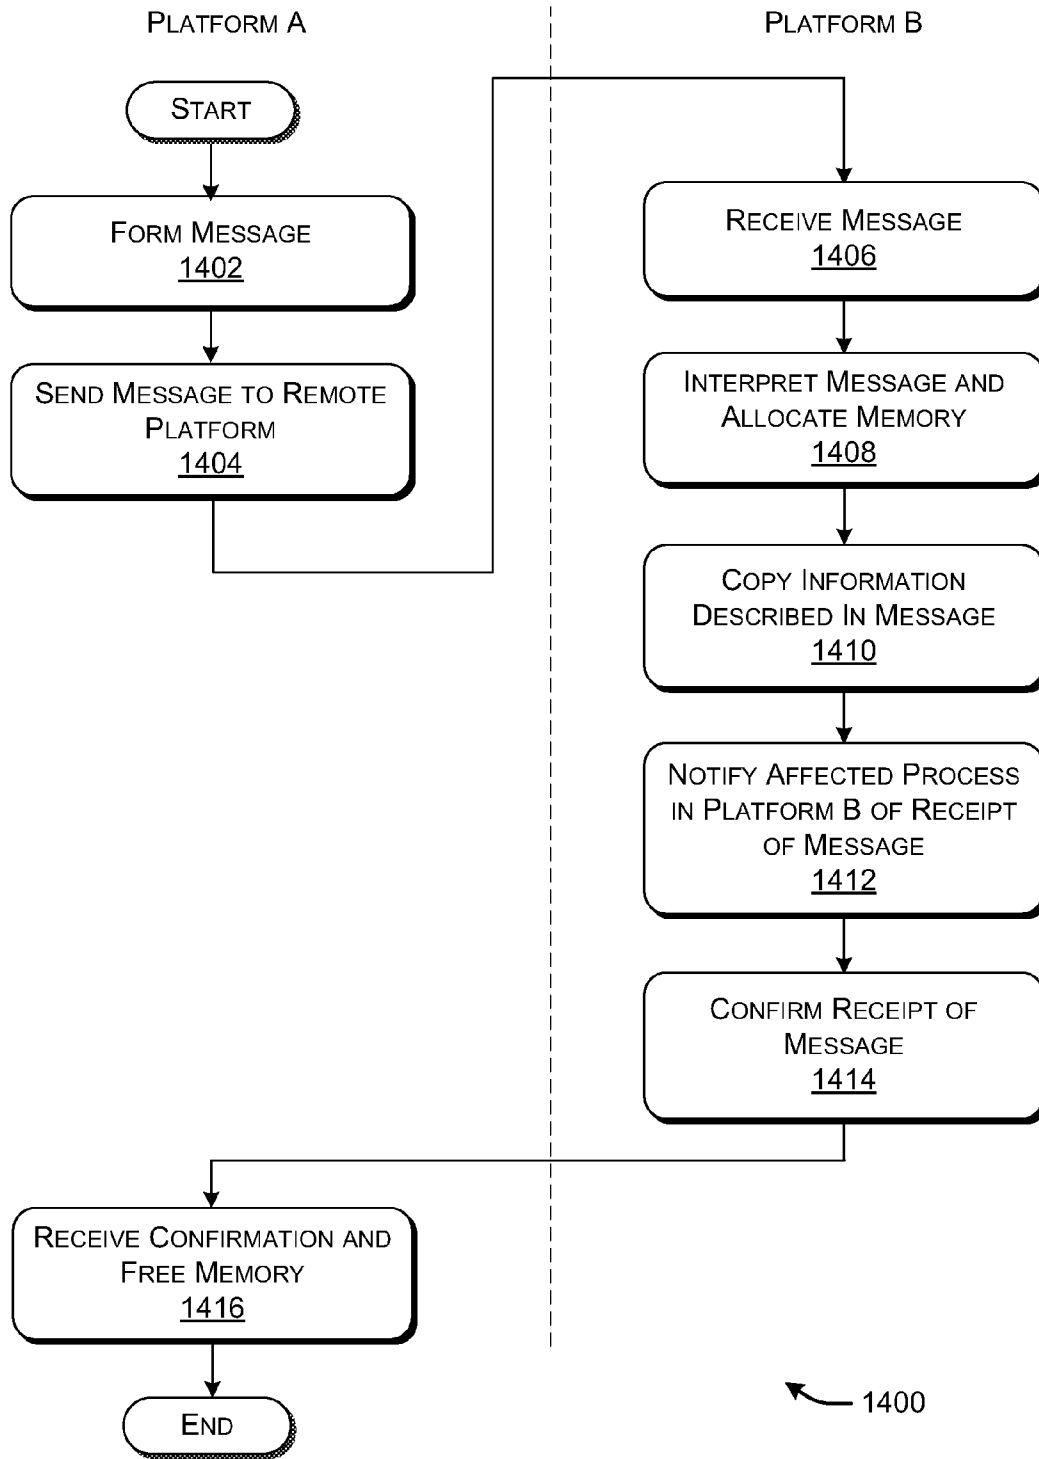 PLATFORM A
PLATFORM B
START
FORM MESSAGE
1402
SEND MESSAGE TO REMOTE
PLATFORM
1404
RECEIVE MESSAGE
1406
INTERPRET MESSAGE AND
ALLOCATE MEMORY
1408
COPY INFORMATION
DESCRIBED IN MESSAGE
1410
NOTIFY AFFECTED PROCESS
IN PLATFORM B OF RECEIPT
OF MESSAGE
1412
CONFIRM RECEIPT OF
MESSAGE
1414
RECEIVE CONFIRMATION AND
FREE MEMORY
1416
END
1400